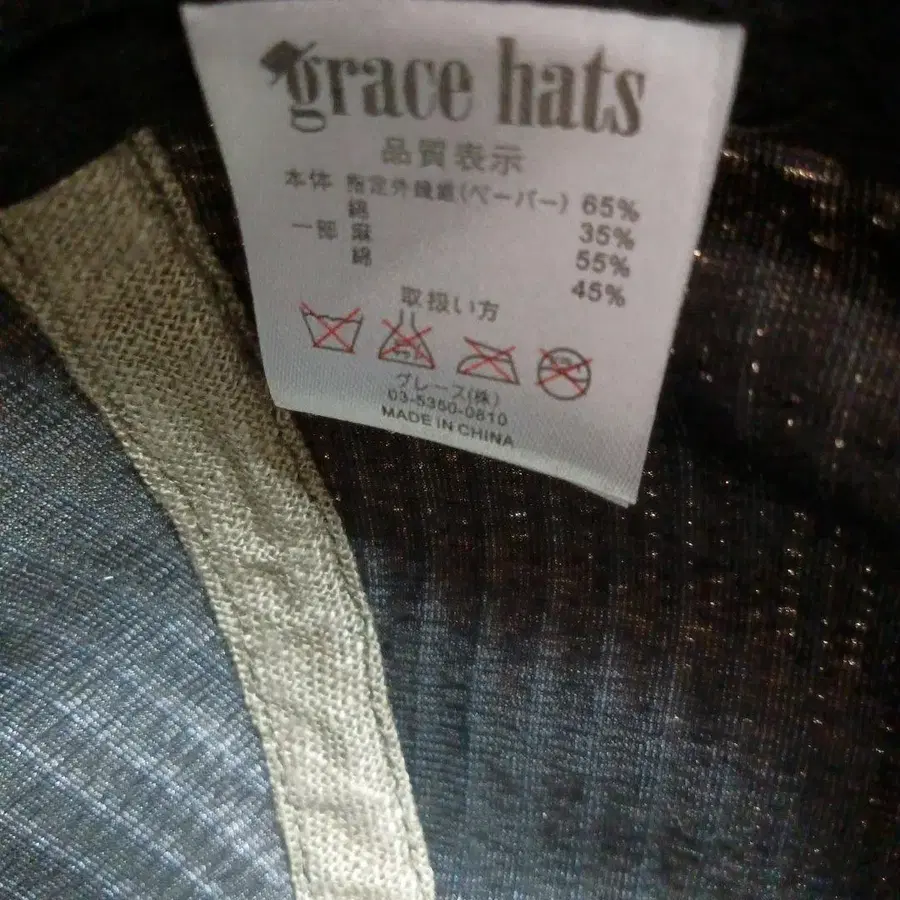 grace hats
品質表示
本体 指定外繊維(ペーパー) 65%
綿 35%
一部 麻 55%
綿 45%
取扱い方
グレース(株)
03-5350-0610
MADE IN CHINA